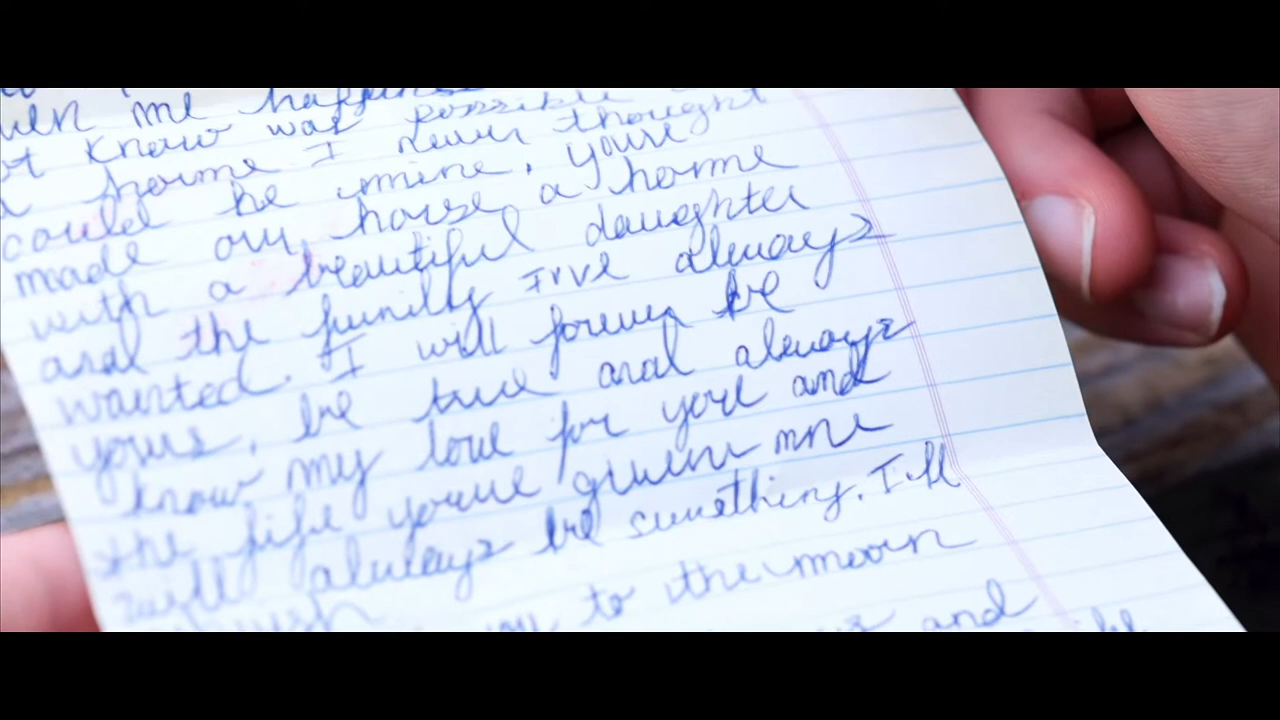 me happiness
know was possible
a home I never thought
could be mine, you're
made our house a home
with a beautiful daughter
and the family I've always
wanted. I will forever be
yours, be true and always
know my love for you and
the life youve given me
will always be something. I'll
you to the moon
and